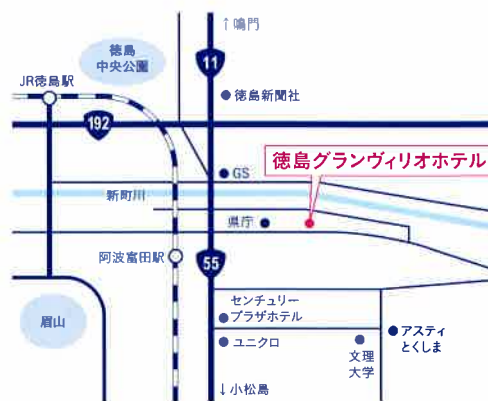 ↑鳴門
徳島
中央公園
11
JR徳島駅
徳島新聞社
192
徳島グランヴィリオホテル
GS
新町川
県庁
阿波富田駅
55
センチュリー
プラザホテル
眉山
アスティ
とくしま
ユニクロ
文理
大学
↓小松島